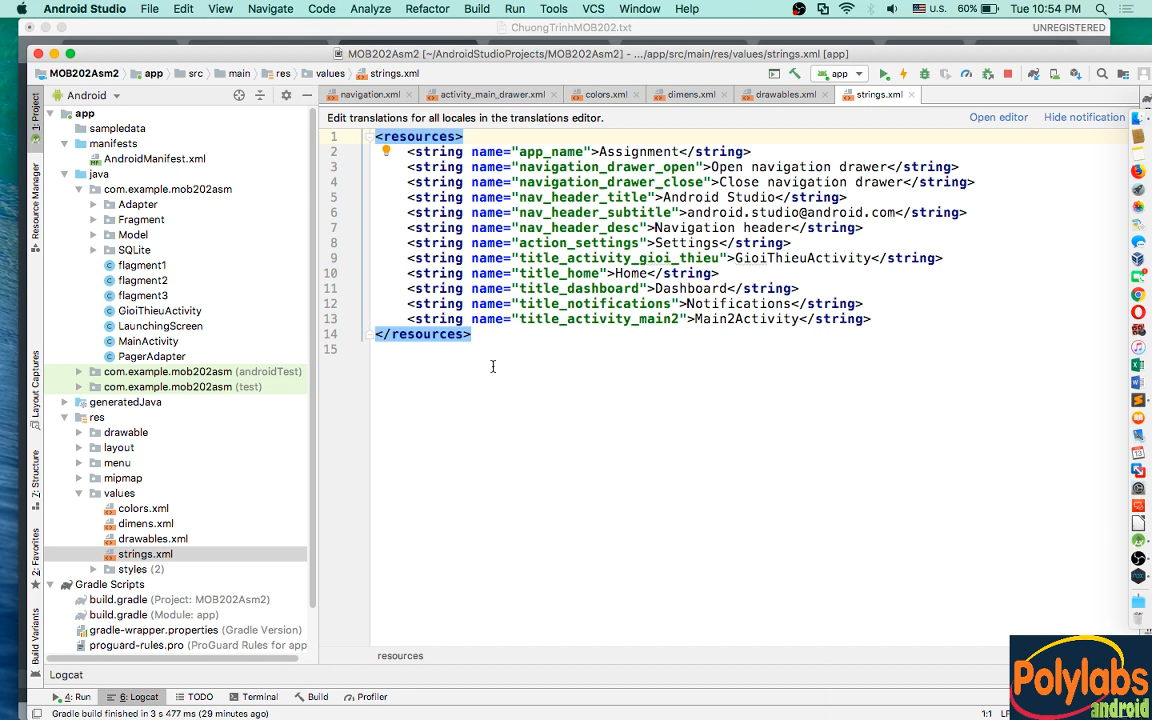 Android Studio File Edit View Navigate Code Analyze Refactor Build Run Tools VCS Window Help U.S. 60% Tue 10:54 PM
ChuongTrinhMOB202.txt UNREGISTERED
MOB202Asm2 [~/AndroidStudioProjects/MOB202Asm2] - .../app/src/main/res/values/strings.xml [app]
MOB202Asm2 app src main res values strings.xml app
Android
navigation.xml activity_main_drawer.xml colors.xml dimens.xml drawables.xml strings.xml
Edit translations for all locales in the translations editor. Open editor Hide notification
1: Project
Resource Manager
Layout Captures
Z: Structure
2: Favorites
Build Variants
app
sampledata
manifests
AndroidManifest.xml
java
com.example.mob202asm
Adapter
Fragment
Model
SQLite
flagment1
flagment2
flagment3
GioiThieuActivity
LaunchingScreen
MainActivity
PagerAdapter
com.example.mob202asm (androidTest)
com.example.mob202asm (test)
generatedJava
res
drawable
layout
menu
mipmap
values
colors.xml
dimens.xml
drawables.xml
strings.xml
styles (2)
Gradle Scripts
build.gradle (Project: MOB202Asm2)
build.gradle (Module: app)
gradle-wrapper.properties (Gradle Version)
proguard-rules.pro (ProGuard Rules for app
1 <resources>
2 <string name="app_name">Assignment</string>
3 <string name="navigation_drawer_open">Open navigation drawer</string>
4 <string name="navigation_drawer_close">Close navigation drawer</string>
5 <string name="nav_header_title">Android Studio</string>
6 <string name="nav_header_subtitle">android.studio@android.com</string>
7 <string name="nav_header_desc">Navigation header</string>
8 <string name="action_settings">Settings</string>
9 <string name="title_activity_gioi_thieu">GioiThieuActivity</string>
10 <string name="title_home">Home</string>
11 <string name="title_dashboard">Dashboard</string>
12 <string name="title_notifications">Notifications</string>
13 <string name="title_activity_main2">Main2Activity</string>
14 </resources>
15
resources
Logcat
4: Run 6: Logcat TODO Terminal Build Profiler
Gradle build finished in 3 s 477 ms (29 minutes ago) 1:1
Polylabs
android